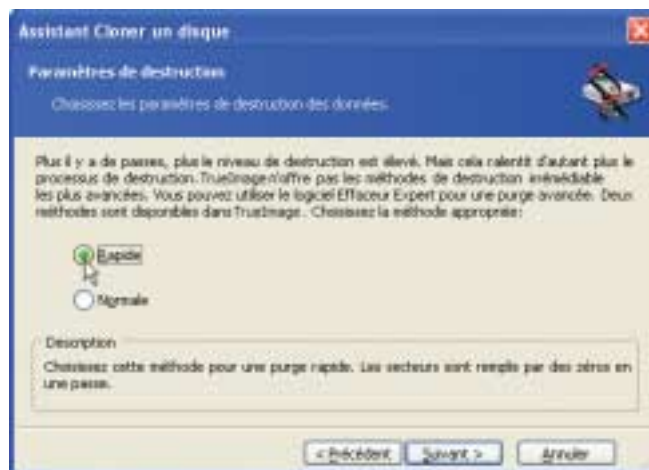 Assistant Cloner un disque
Paramètres de destruction
Choisissez les paramètres de destruction des données.
Plus il y a de passes, plus le niveau de destruction est élevé. Mais cela ralentit d'autant plus le
processus de destruction. TrueImage n'offre pas les méthodes de destruction irrémédiable
les plus avancées. Vous pouvez utiliser le logiciel Effaceur Expert pour une purge avancée. Deux
méthodes sont disponibles dans TrueImage. Choisissez la méthode appropriée:
Rapide
Normale
Description
Choisissez cette méthode pour une purge rapide. Les secteurs sont remplis par des zéros en
une passe.
< Précédent Suivant > Annuler